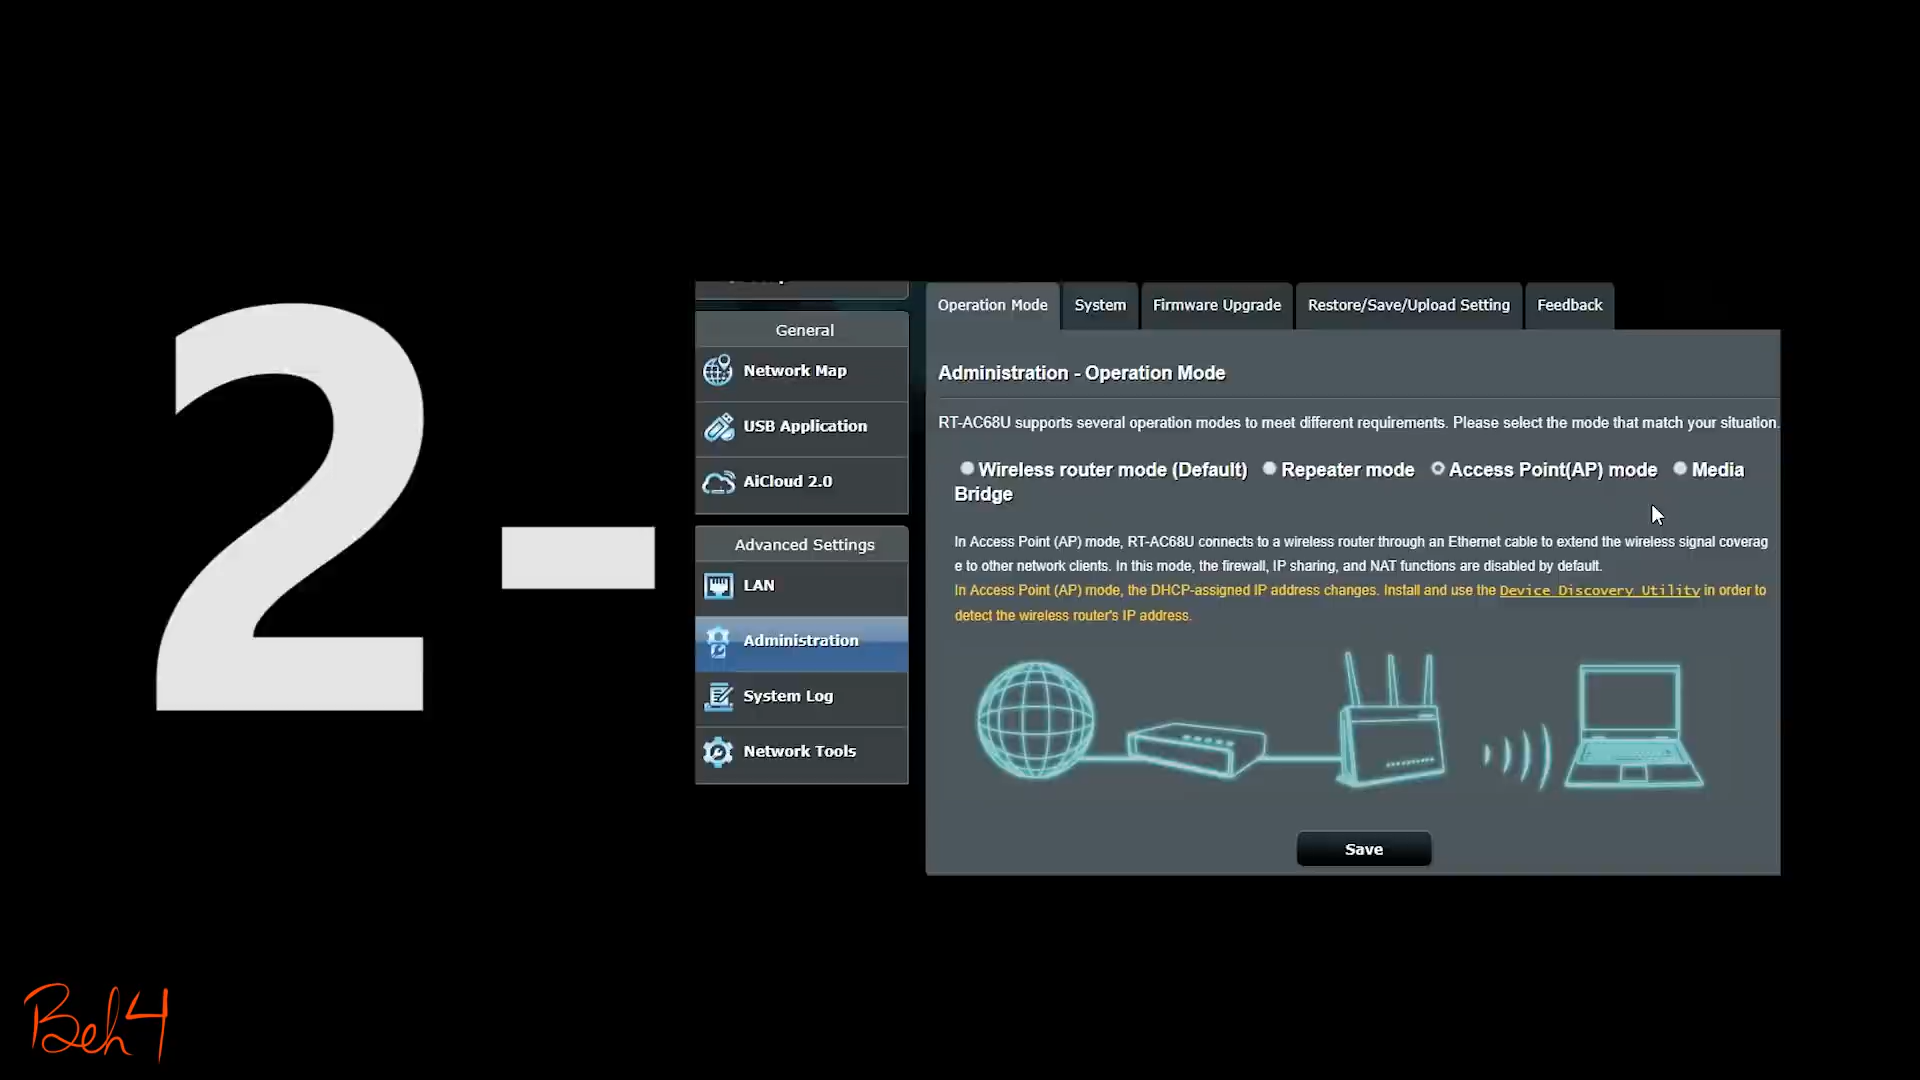 2-
General
Network Map
USB Application
AiCloud 2.0
Advanced Settings
LAN
Administration
System Log
Network Tools
Operation Mode
System
Firmware Upgrade
Restore/Save/Upload Setting
Feedback
Administration - Operation Mode
RT-AC68U supports several operation modes to meet different requirements. Please select the mode that match your situation.
Wireless router mode (Default) Repeater mode Access Point(AP) mode Media
Bridge
In Access Point (AP) mode, RT-AC68U connects to a wireless router through an Ethernet cable to extend the wireless signal coverag
e to other network clients. In this mode, the firewall, IP sharing, and NAT functions are disabled by default.
In Access Point (AP) mode, the DHCP-assigned IP address changes. Install and use the Device Discovery Utility in order to
detect the wireless router's IP address.
Save
Beh4